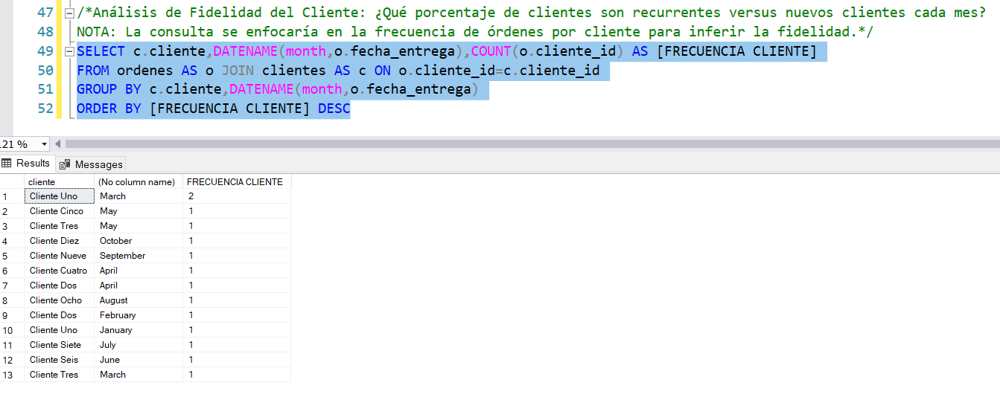 47 /*Análisis de Fidelidad del Cliente: ¿Qué porcentaje de clientes son recurrentes versus nuevos clientes cada mes?
48 NOTA: La consulta se enfocaría en la frecuencia de órdenes por cliente para inferir la fidelidad.*/
49 SELECT c.cliente,DATENAME(month,o.fecha_entrega),COUNT(o.cliente_id) AS [FRECUENCIA CLIENTE]
50 FROM ordenes AS o JOIN clientes AS c ON o.cliente_id=c.cliente_id
51 GROUP BY c.cliente,DATENAME(month,o.fecha_entrega)
52 ORDER BY [FRECUENCIA CLIENTE] DESC
121 %
Results Messages
cliente (No column name) FRECUENCIA CLIENTE
1 Cliente Uno March 2
2 Cliente Cinco May 1
3 Cliente Tres May 1
4 Cliente Diez October 1
5 Cliente Nueve September 1
6 Cliente Cuatro April 1
7 Cliente Dos April 1
8 Cliente Ocho August 1
9 Cliente Dos February 1
10 Cliente Uno January 1
11 Cliente Siete July 1
12 Cliente Seis June 1
13 Cliente Tres March 1